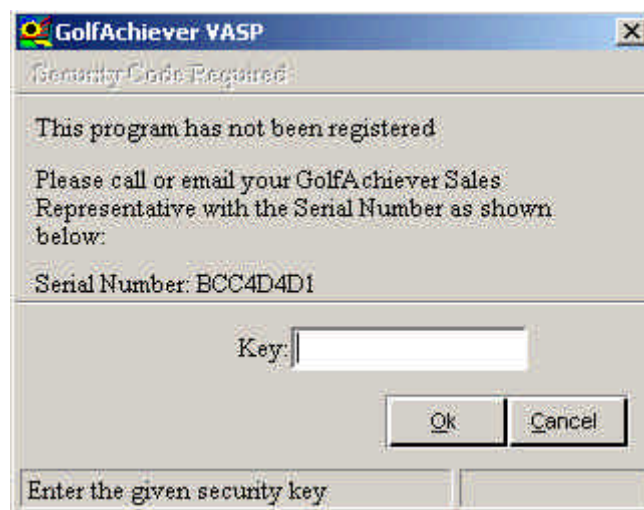 GolfAchiever VASP
Security Code Required
This program has not been registered
Please call or email your GolfAchiever Sales
Representative with the Serial Number as shown
below:
Serial Number: BCC4D4D1
Key:
Ok Cancel
Enter the given security key